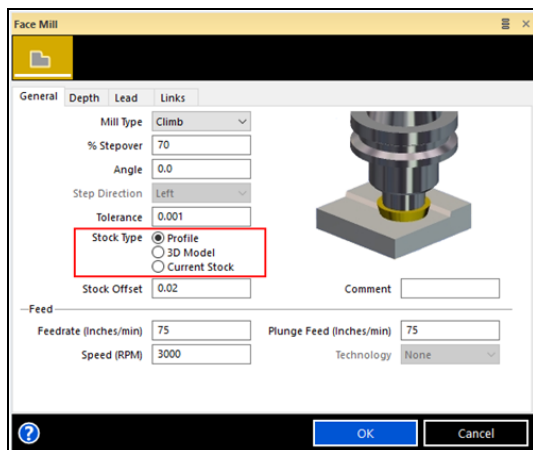 Face Mill
General Depth Lead Links
Mill Type Climb
% Stepover 70
Angle 0.0
Step Direction Left
Tolerance 0.001
Stock Type Profile
3D Model
Current Stock
Stock Offset 0.02 Comment
Feed
Feedrate (Inches/min) 75 Plunge Feed (Inches/min) 75
Speed (RPM) 3000 Technology None
? OK Cancel